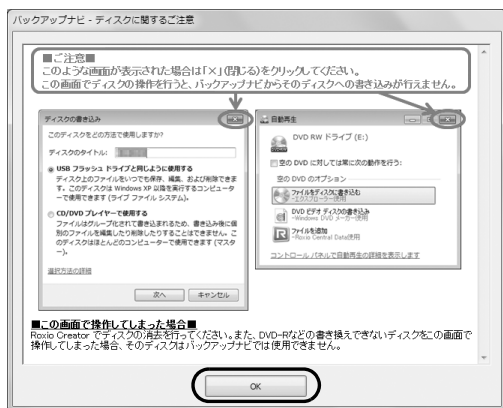 バックアップナビ - ディスクに関するご注意
■ご注意■
このような画面が表示された場合は「×」(閉じる)をクリックしてください。
この画面でディスクの操作を行うと、バックアップナビからそのディスクへの書き込みが行えません。
ディスクの書き込み
このディスクをどの方法で使用しますか?
ディスクのタイトル:
USB フラッシュ ドライブと同じように使用する
ディスク上のファイルをいつでも保存、編集、および削除できま
す。このディスクは Windows XP 以降を実行するコンピュータ
ーで使用できます (ライブ ファイル システム)。
CD/DVD プレイヤーで使用する
ファイルはグループ化されて書き込まれるため、書き込み後に個
別のファイルを編集したり削除したりすることはできません。こ
のディスクはほとんどのコンピューターで使用できます (マスタ
ー)。
選択方法の詳細
次へ
キャンセル
自動再生
DVD RW ドライブ (E:)
空の DVD に対しては常に次の動作を行う:
空の DVD のオプション
ファイルをディスクに書き込む
-エクスプローラー使用
DVD ビデオ ディスクの書き込み
-Windows DVD メーカー使用
ファイルを追加
-Roxio Central Data使用
コントロール パネルで自動再生の詳細を表示します
■この画面で操作してしまった場合■
Roxio Creator でディスクの消去を行ってください。また、DVD-Rなどの書き換えできないディスクをこの画面で
操作してしまった場合、そのディスクはバックアップナビでは使用できません。
OK